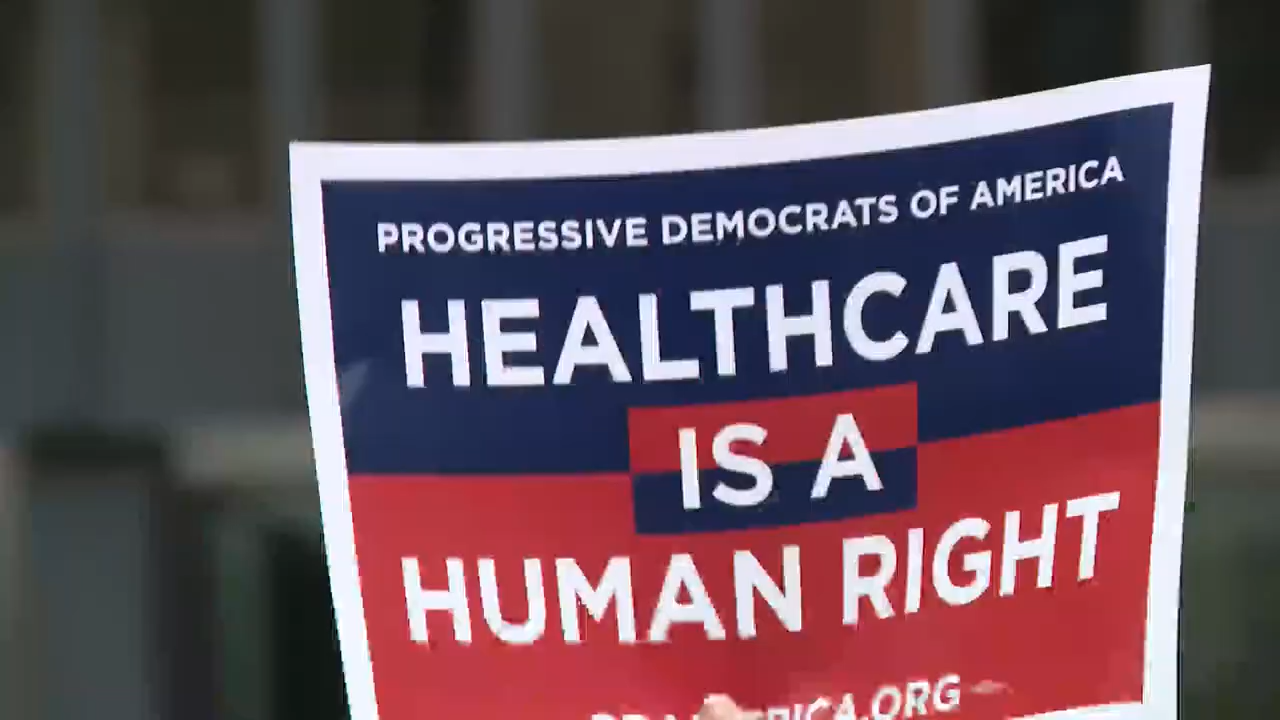 PROGRESSIVE DEMOCRATS OF AMERICA
HEALTHCARE
IS A
HUMAN RIGHT